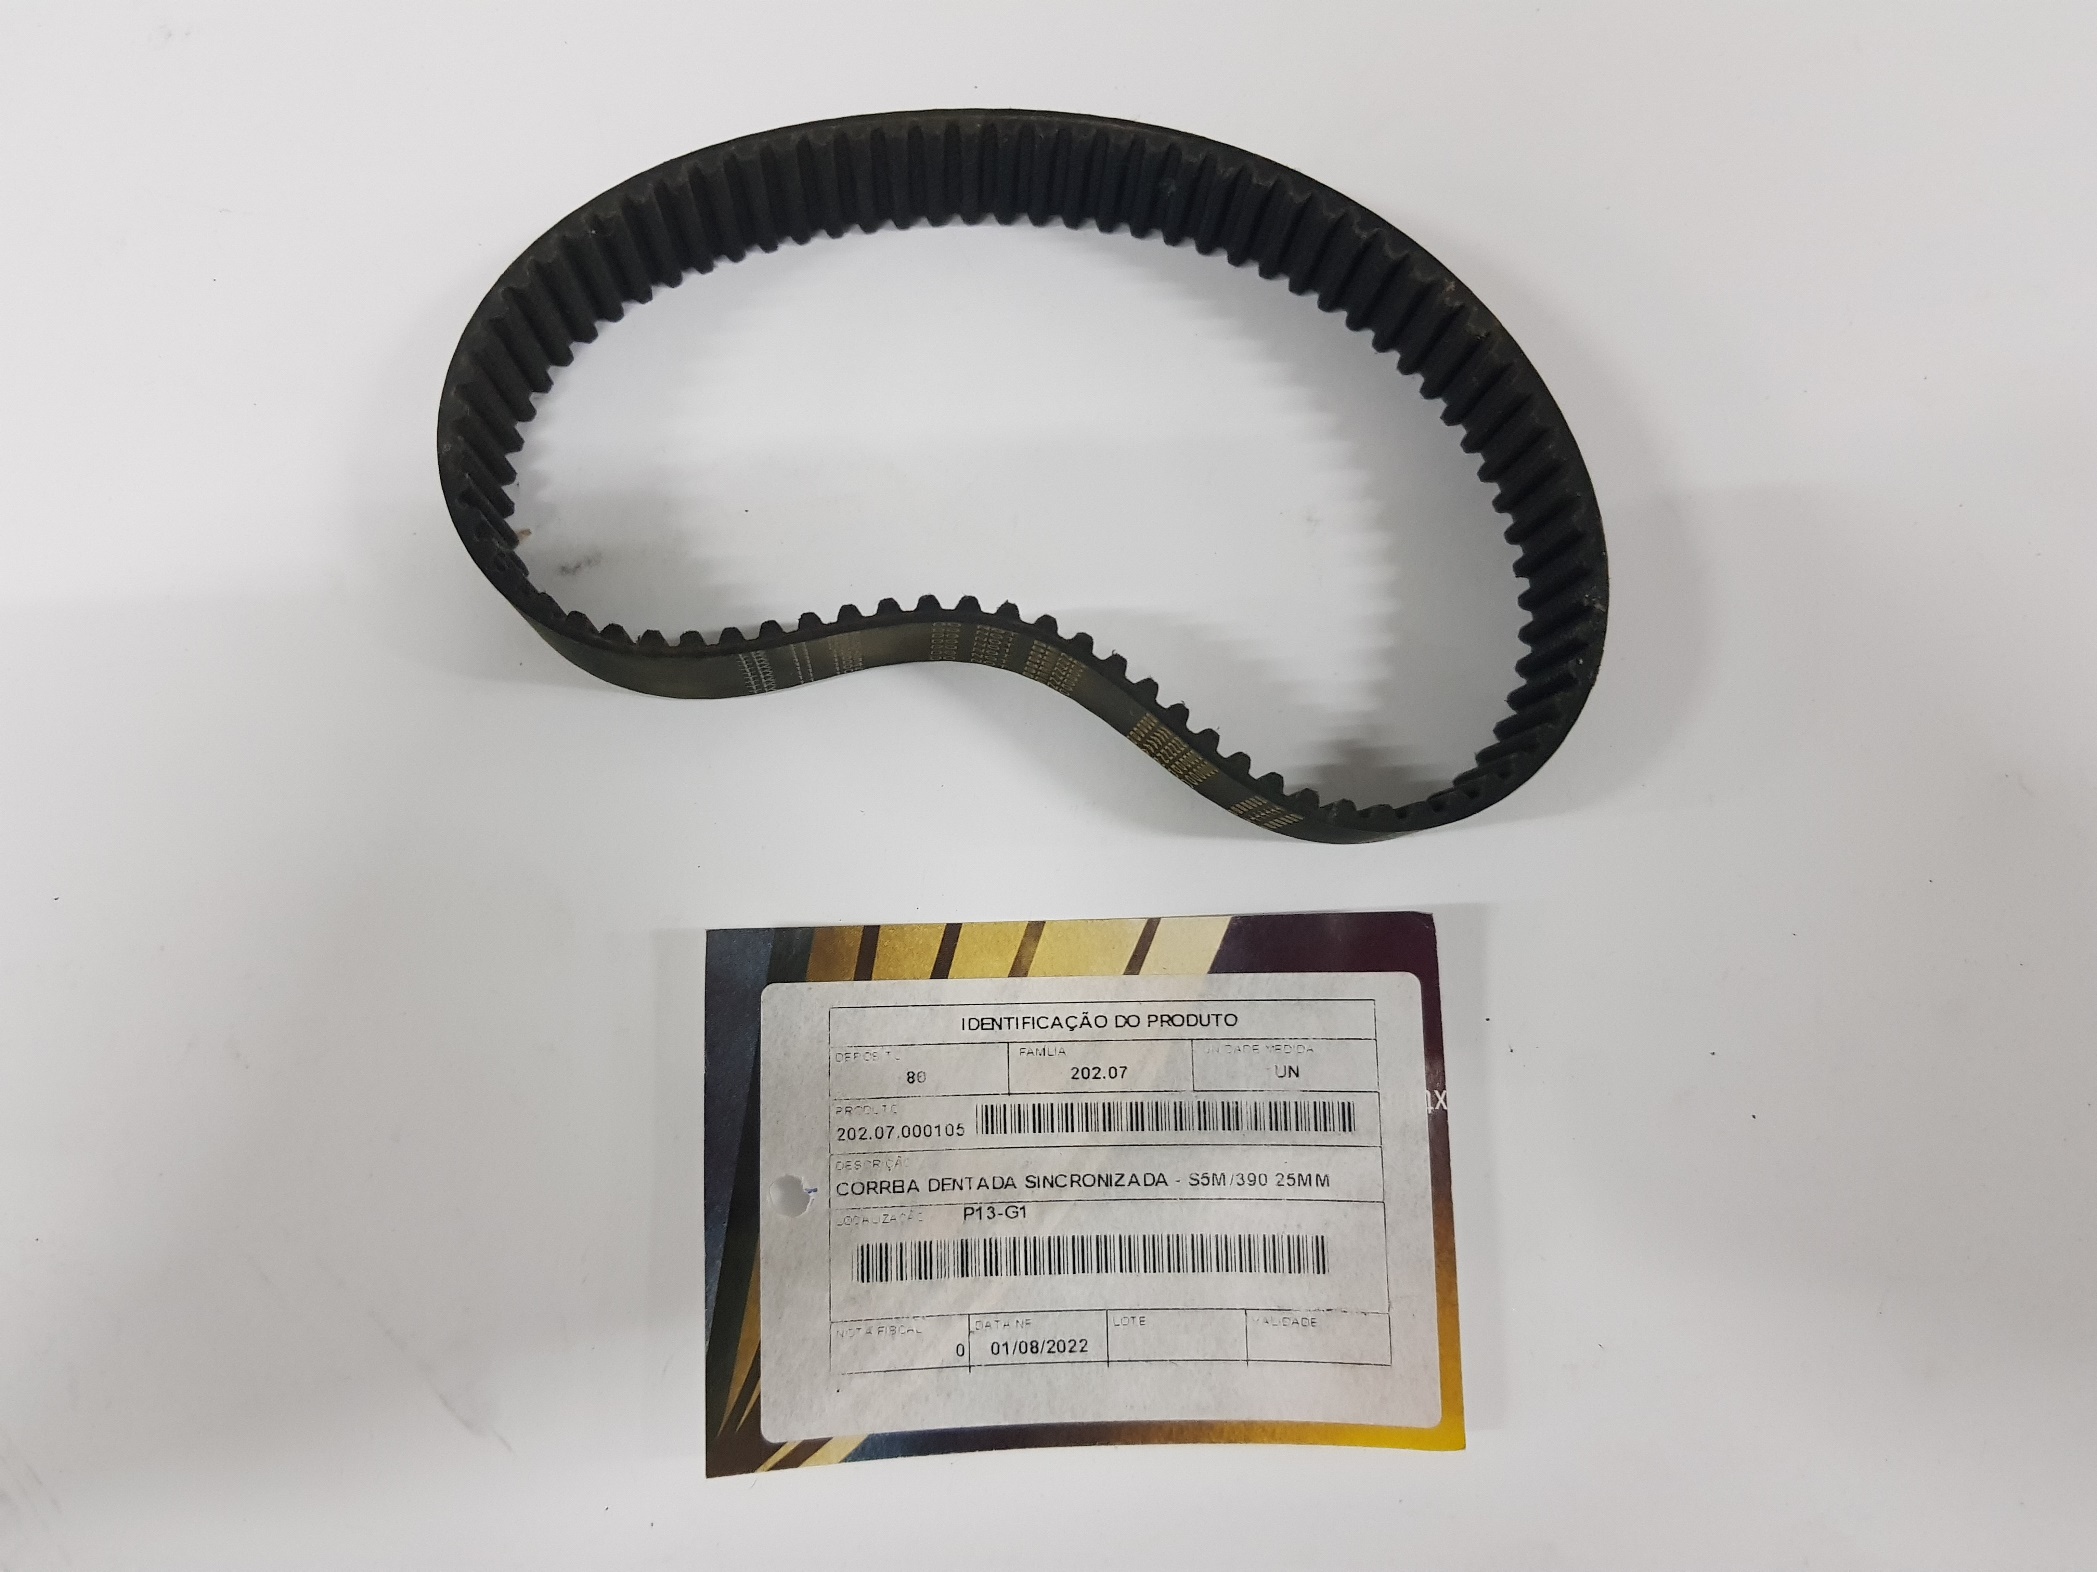 IDENTIFICAÇÃO DO PRODUTO
DEPOSITO FAMILIA UNIDADE MEDIDA
80 202.07 UN
PRODUTO
202.07.000105
DESCRIÇÃO
CORREIA DENTADA SINCRONIZADA - S5M/390 25MM
LOCALIZAÇÃO P13-G1
NOTA FISCAL DATA NF LOTE VALIDADE
0 01/08/2022